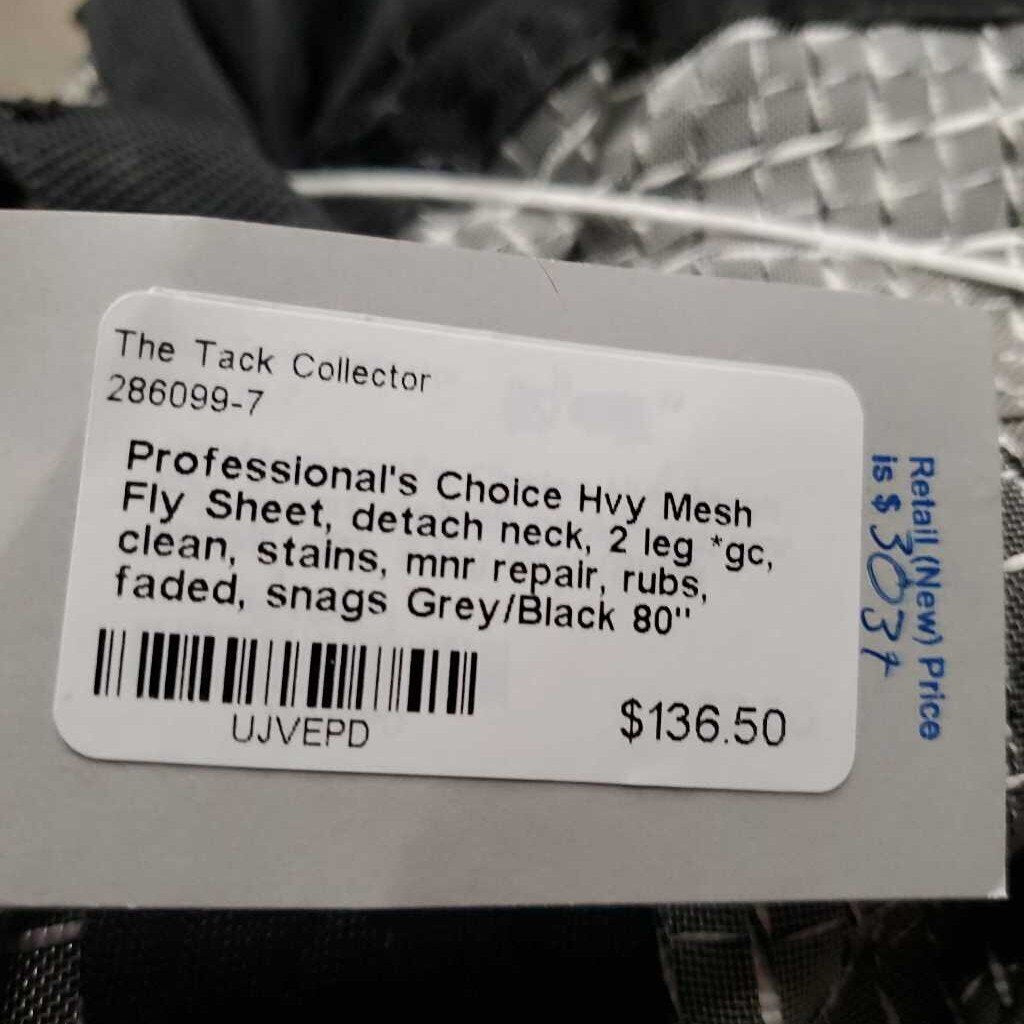 The Tack Collector
286099-7
Professional's Choice Hvy Mesh
Fly Sheet, detach neck, 2 leg *gc,
clean, stains, mnr repair, rubs,
faded, snags Grey/Black 80"
UJVEPD
$136.50
Retail (New) Price
is $ 303